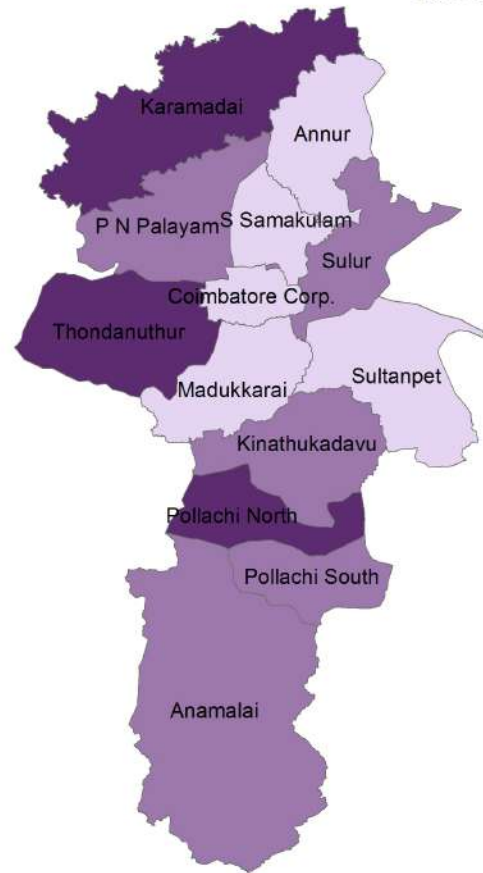 Karamadai
Annur
P N Palayam
S Samakulam
Sulur
Coimbatore Corp.
Thondanuthur
Madukkarai
Sultanpet
Kinathukadavu
Pollachi North
Pollachi South
Anamalai